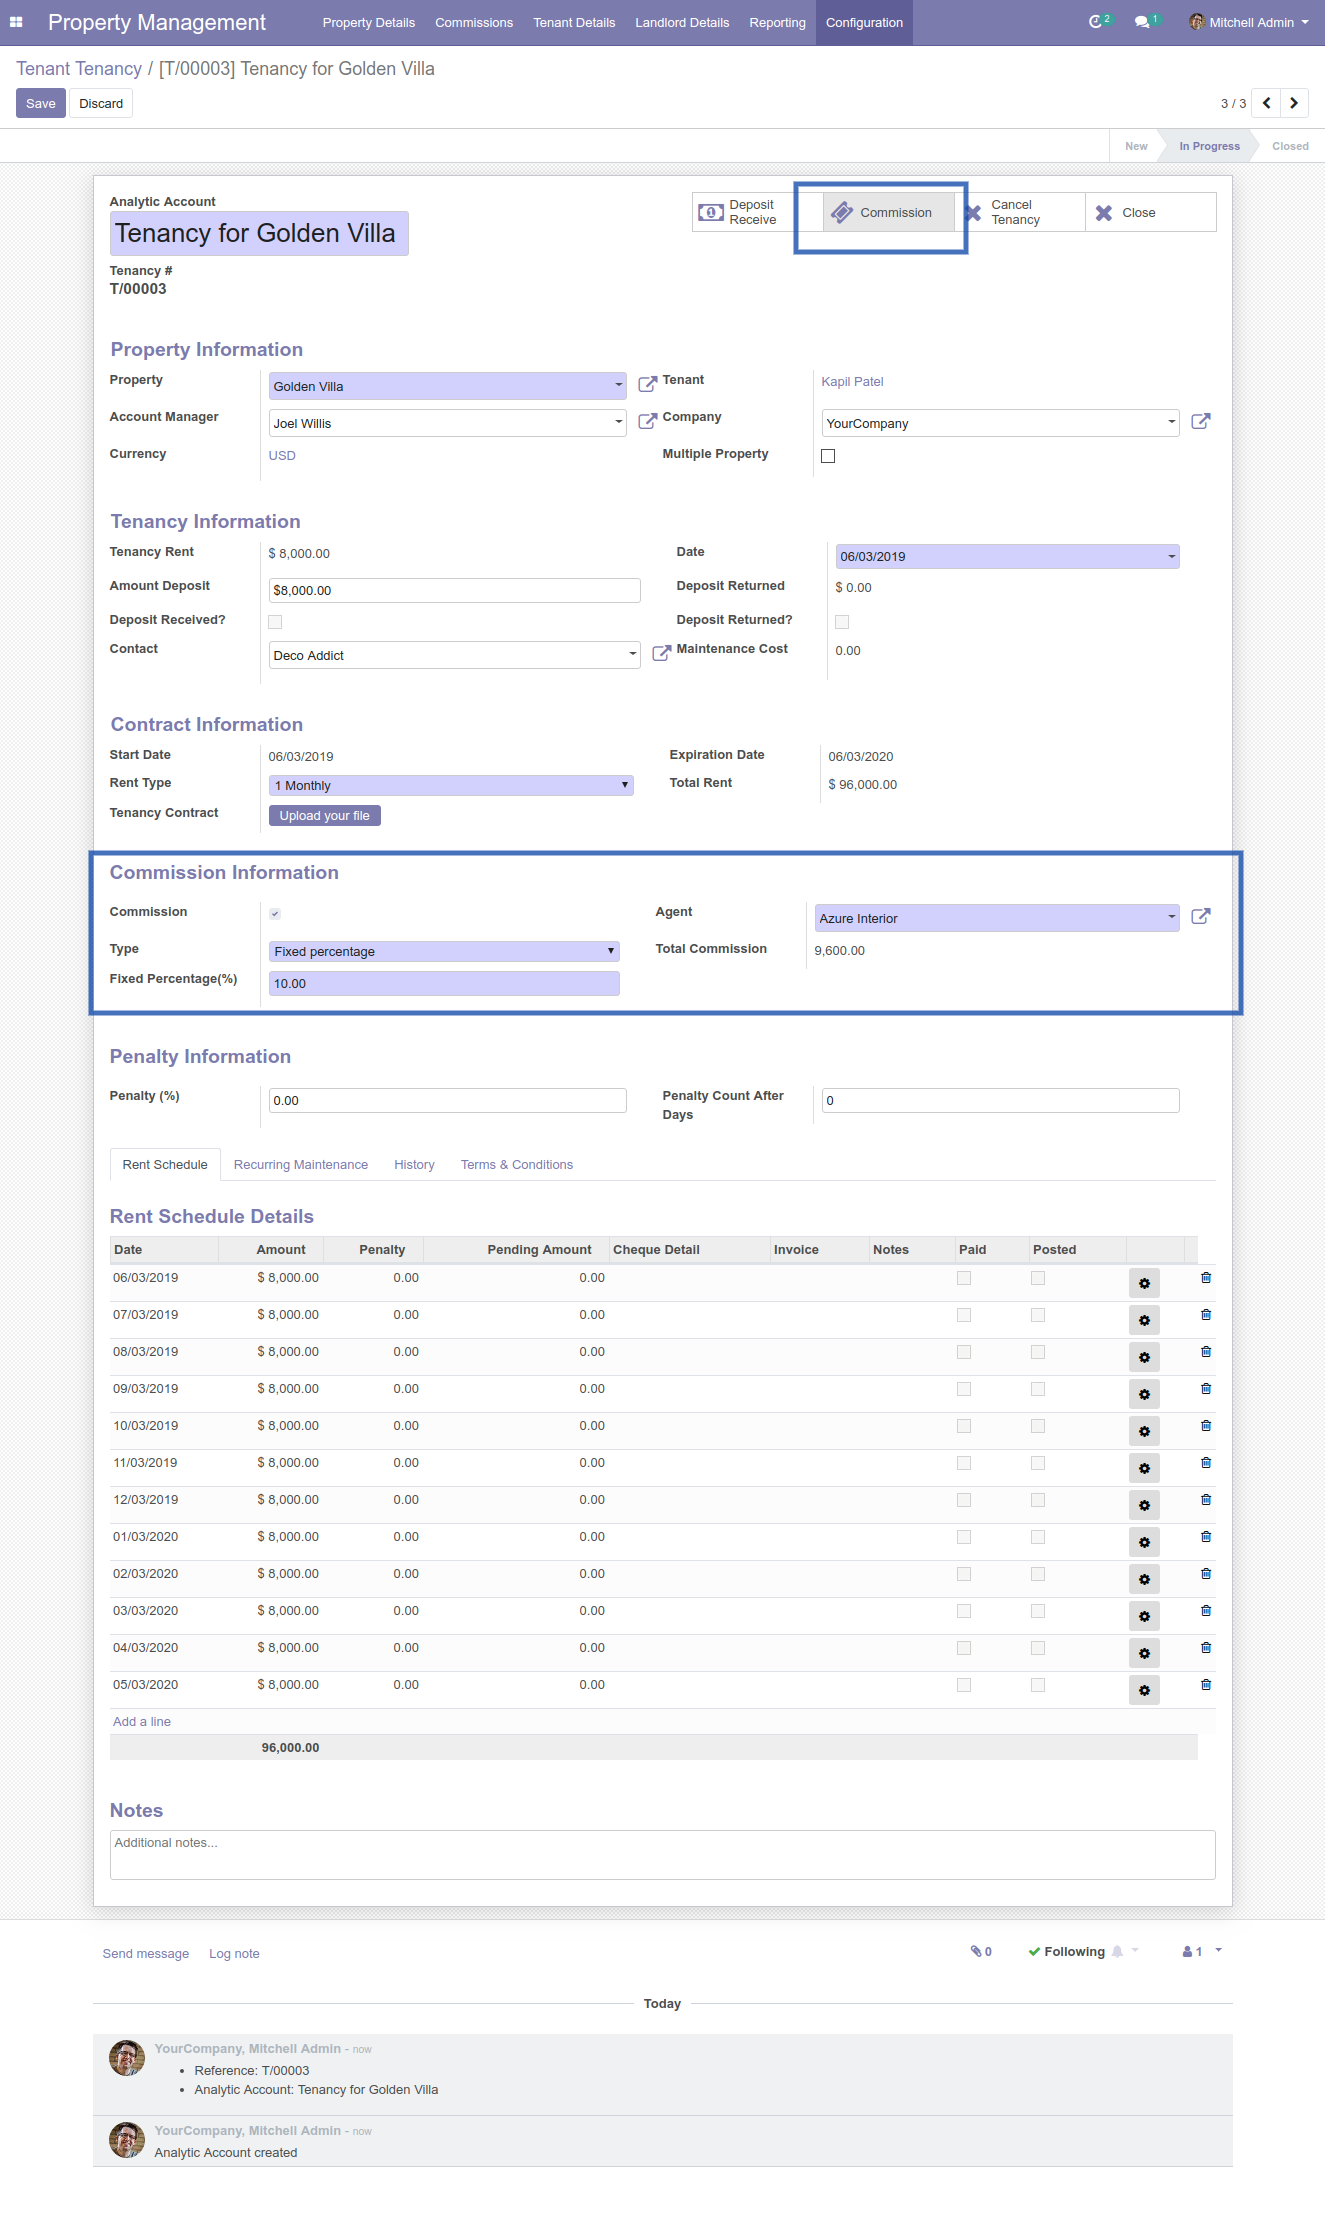 Property Management Property Details Commissions Tenant Details Landlord Details Reporting Configuration 2 1 Mitchell Admin
Tenant Tenancy / [T/00003] Tenancy for Golden Villa
Save Discard 3 / 3
New In Progress Closed
Analytic Account
Tenancy for Golden Villa
Deposit Receive Commission Cancel Tenancy Close
Tenancy #
T/00003
Property Information
Property Golden Villa Tenant Kapil Patel
Account Manager Joel Willis Company YourCompany
Currency USD Multiple Property
Tenancy Information
Tenancy Rent $ 8,000.00 Date 06/03/2019
Amount Deposit $8,000.00 Deposit Returned $ 0.00
Deposit Received? Deposit Returned?
Contact Deco Addict Maintenance Cost 0.00
Contract Information
Start Date 06/03/2019 Expiration Date 06/03/2020
Rent Type 1 Monthly Total Rent $ 96,000.00
Tenancy Contract Upload your file
Commission Information
Commission Agent Azure Interior
Type Fixed percentage Total Commission 9,600.00
Fixed Percentage(%) 10.00
Penalty Information
Penalty (%) 0.00 Penalty Count After Days 0
Rent Schedule Recurring Maintenance History Terms & Conditions
Rent Schedule Details
Date Amount Penalty Pending Amount Cheque Detail Invoice Notes Paid Posted
06/03/2019 $ 8,000.00 0.00 0.00
07/03/2019 $ 8,000.00 0.00 0.00
08/03/2019 $ 8,000.00 0.00 0.00
09/03/2019 $ 8,000.00 0.00 0.00
10/03/2019 $ 8,000.00 0.00 0.00
11/03/2019 $ 8,000.00 0.00 0.00
12/03/2019 $ 8,000.00 0.00 0.00
01/03/2020 $ 8,000.00 0.00 0.00
02/03/2020 $ 8,000.00 0.00 0.00
03/03/2020 $ 8,000.00 0.00 0.00
04/03/2020 $ 8,000.00 0.00 0.00
05/03/2020 $ 8,000.00 0.00 0.00
Add a line
96,000.00
Notes
Additional notes...
Send message Log note 0 Following 1
Today
YourCompany, Mitchell Admin - now
• Reference: T/00003
• Analytic Account: Tenancy for Golden Villa
YourCompany, Mitchell Admin - now
Analytic Account created